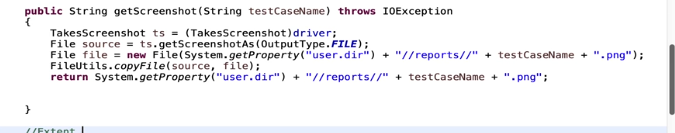 public String getScreenshot(String testCaseName) throws IOException
{
TakesScreenshot ts = (TakesScreenshot)driver;
File source = ts.getScreenshotAs(OutputType.FILE);
File file = new File(System.getProperty("user.dir") + "//reports//" + testCaseName + ".png");
FileUtils.copyFile(source, file);
return System.getProperty("user.dir") + "//reports//" + testCaseName + ".png";
}
//Extent